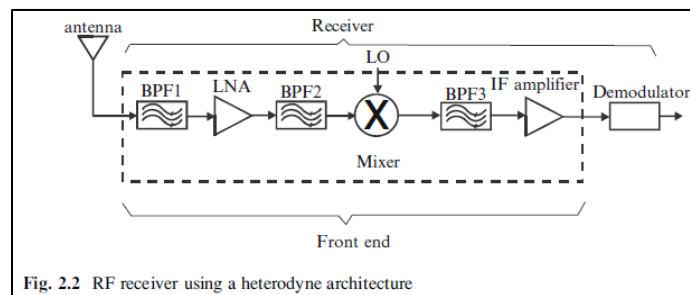 Receiver
antenna
LO
BPF1 LNA BPF2 BPF3 IF amplifier Demodulator
X
Mixer
Front end
Fig. 2.2 RF receiver using a heterodyne architecture